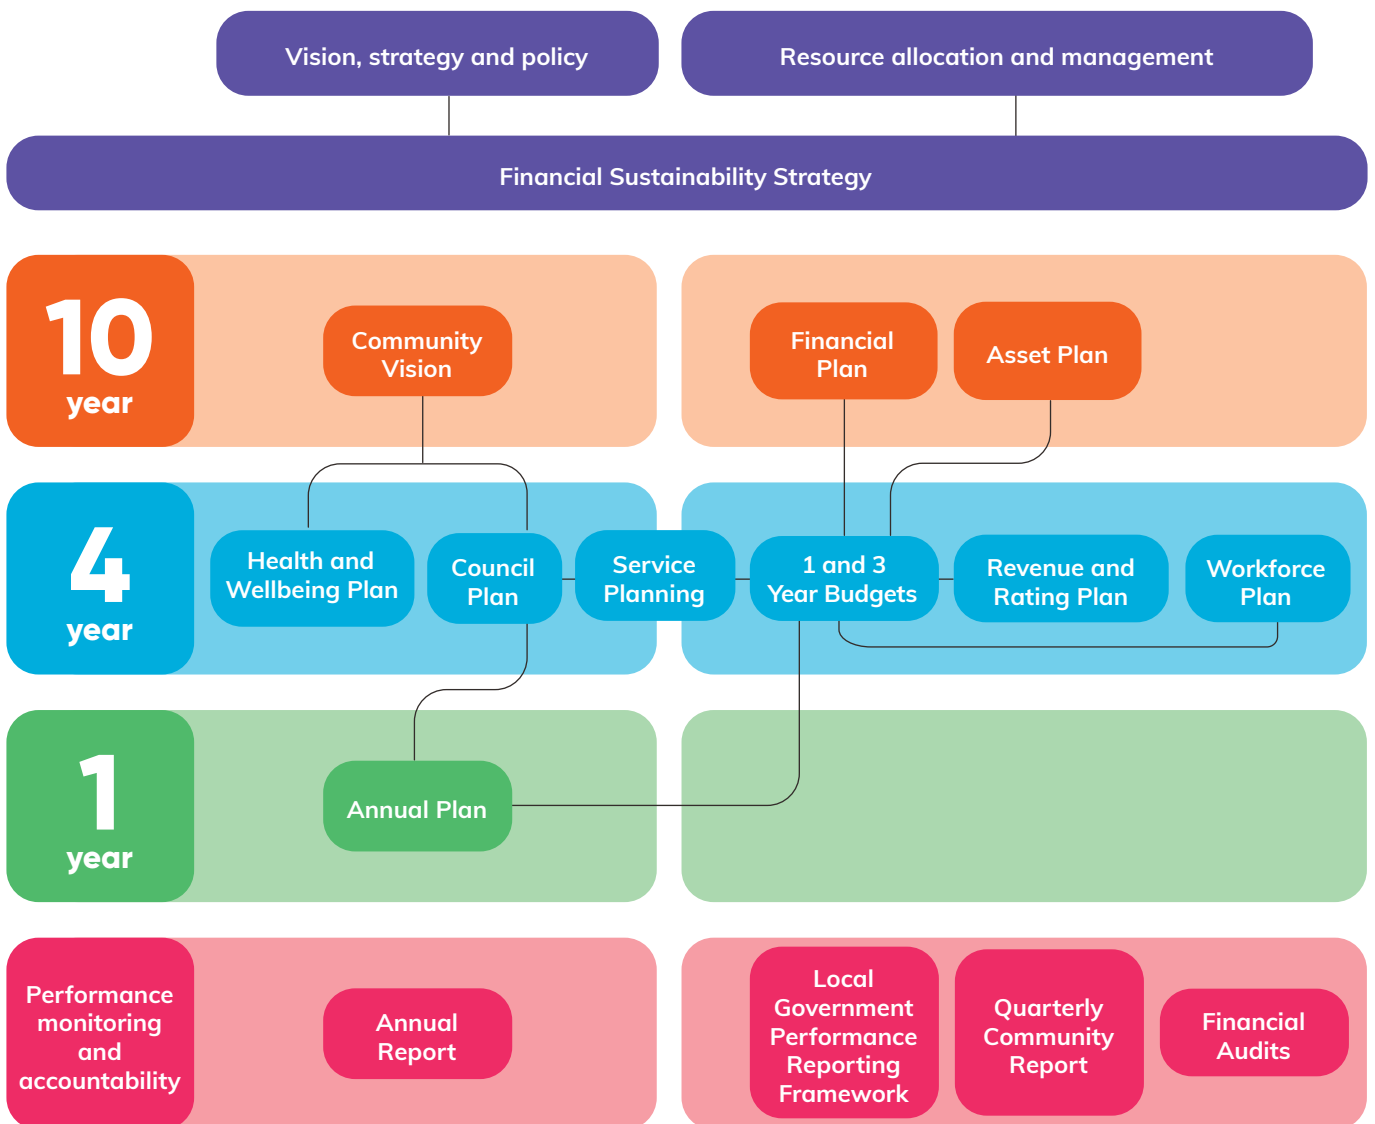 Vision, strategy and policy
Resource allocation and management
Financial Sustainability Strategy
10
year
Community
Vision
Financial
Plan
Asset Plan
4
year
Health and
Wellbeing Plan
Council
Plan
Service
Planning
1 and 3
Year Budgets
Revenue and
Rating Plan
Workforce
Plan
1
year
Annual Plan
Performance
monitoring
and
accountability
Annual
Report
Local
Government
Performance
Reporting
Framework
Quarterly
Community
Report
Financial
Audits